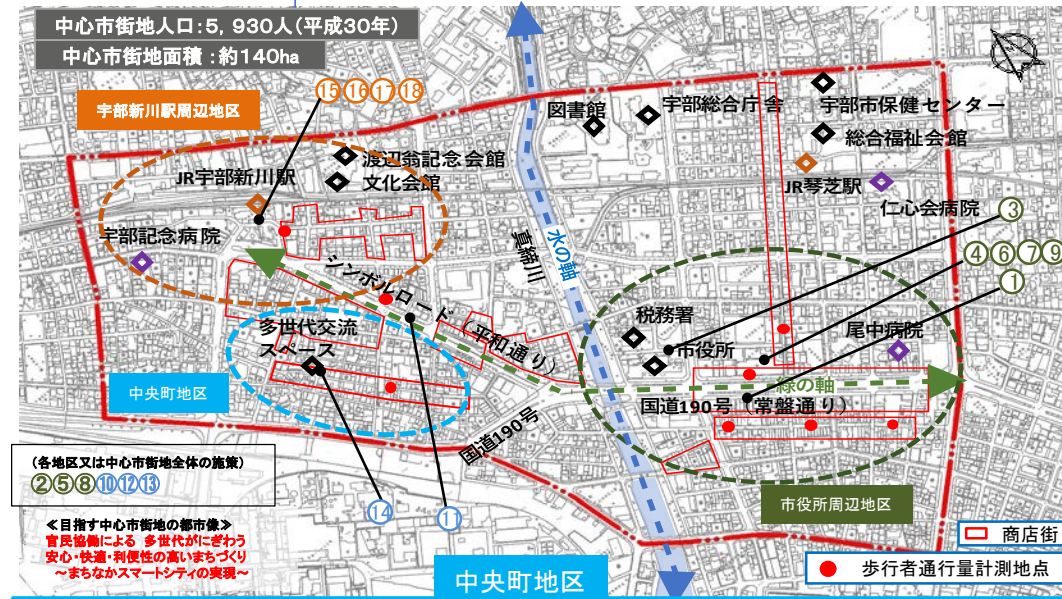 中心市街地人口：5，930人（平成30年）
中心市街地面積 ：約140ha
宇部新川駅周辺地区
⑮⑯⑰⑱
図書館
宇部総合庁舎
宇部市保健センター
総合福祉会館
渡辺翁記念会館
文化会館
JR宇部新川駅
JR琴芝駅
仁心会病院
宇部記念病院
真締川
水の軸
③
④⑥⑦⑨
①
シンボルロード（平和通り）
多世代交流
スペース
税務署
市役所
尾中病院
緑の軸
国道190号（常盤通り）
中央町地区
国道190号
（各地区又は中心市街地全体の施策）
②⑤⑧⑩⑫⑬
⑭
⑪
市役所周辺地区
≪目指す中心市街地の都市像≫
官民協働による 多世代がにぎわう
安心・快適・利便性の高いまちづくり
～まちなかスマートシティの実現～
商店街
歩行者通行量計測地点
中央町地区